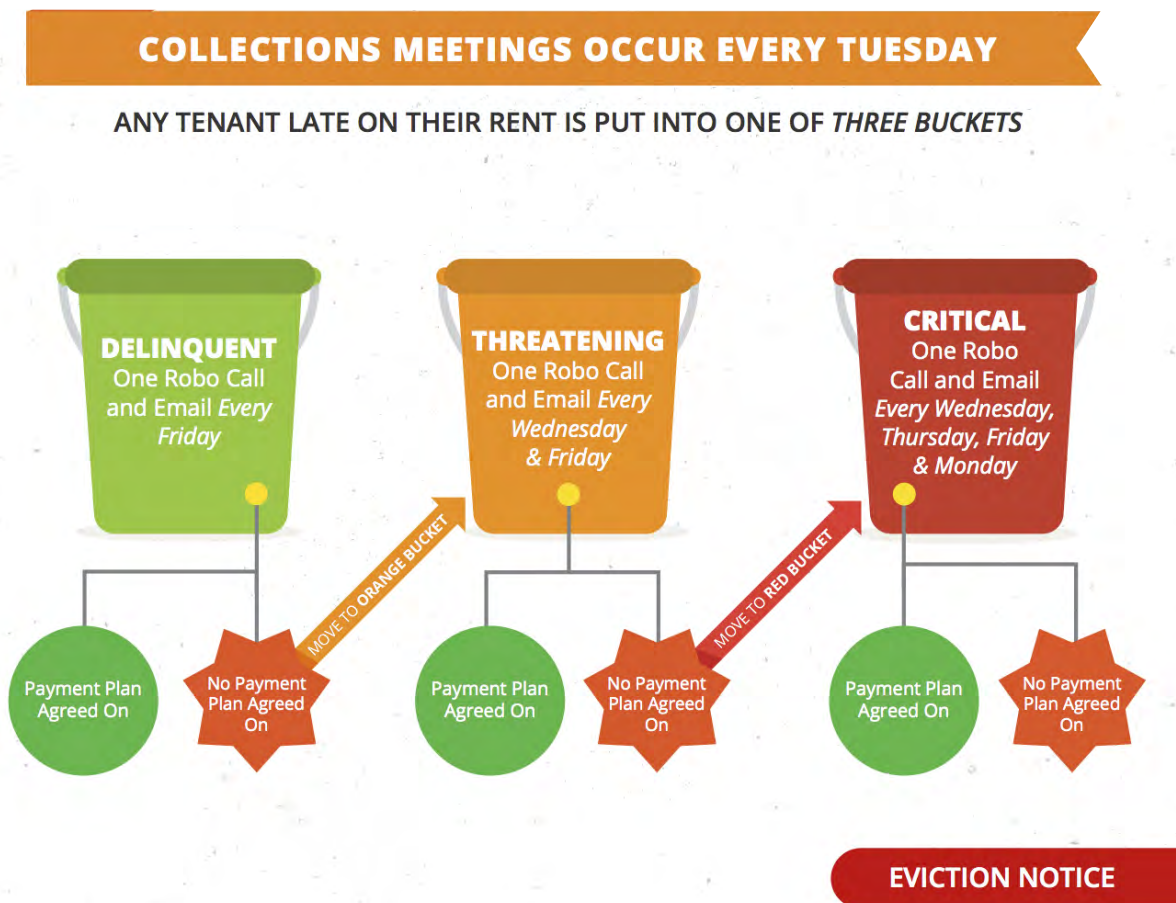 COLLECTIONS MEETINGS OCCUR EVERY TUESDAY
ANY TENANT LATE ON THEIR RENT IS PUT INTO ONE OF THREE BUCKETS
DELINQUENT
One Robo Call
and Email Every
Friday
THREATENING
One Robo Call
and Email Every
Wednesday
& Friday
CRITICAL
One Robo
Call and Email
Every Wednesday,
Thursday, Friday
& Monday
MOVE TO ORANGE BUCKET
MOVE TO RED BUCKET
Payment Plan
Agreed On
No Payment
Plan Agreed
On
Payment Plan
Agreed On
No Payment
Plan Agreed
On
Payment Plan
Agreed On
No Payment
Plan Agreed
On
EVICTION NOTICE